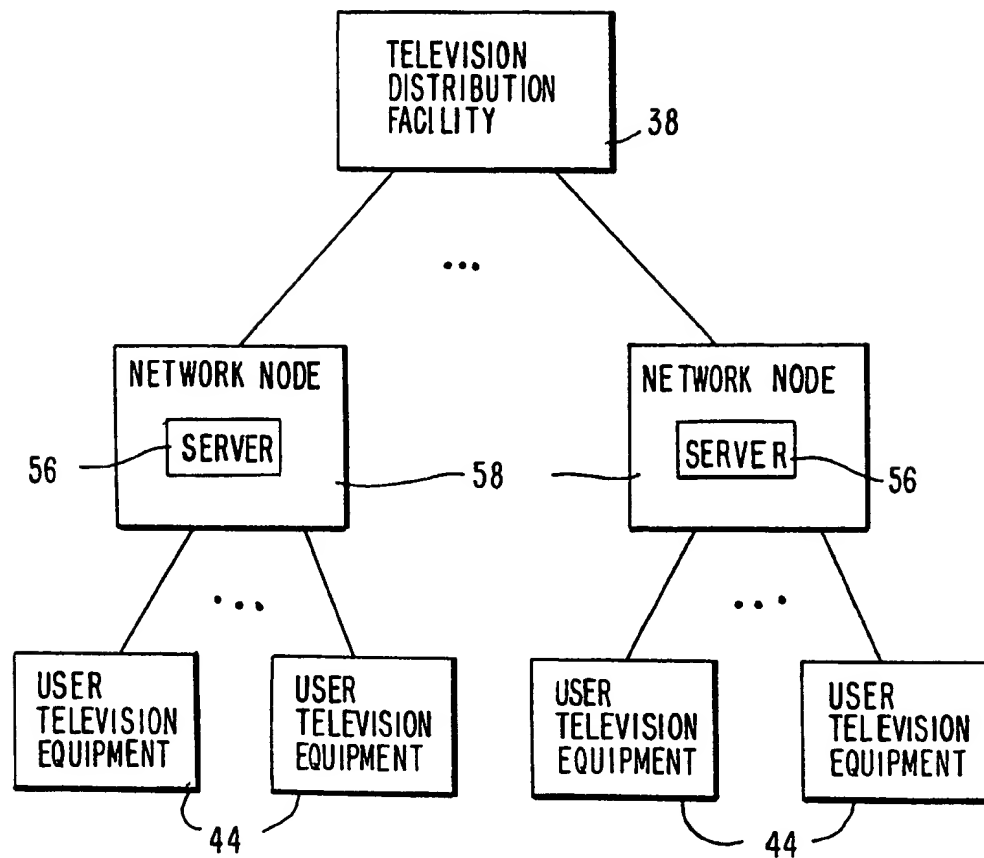 TELEVISION
DISTRIBUTION
FACILITY
38
...
NETWORK NODE
SERVER
56
58
NETWORK NODE
SERVER
56
...
...
USER
TELEVISION
EQUIPMENT
USER
TELEVISION
EQUIPMENT
44
USER
TELEVISION
EQUIPMENT
USER
TELEVISION
EQUIPMENT
44